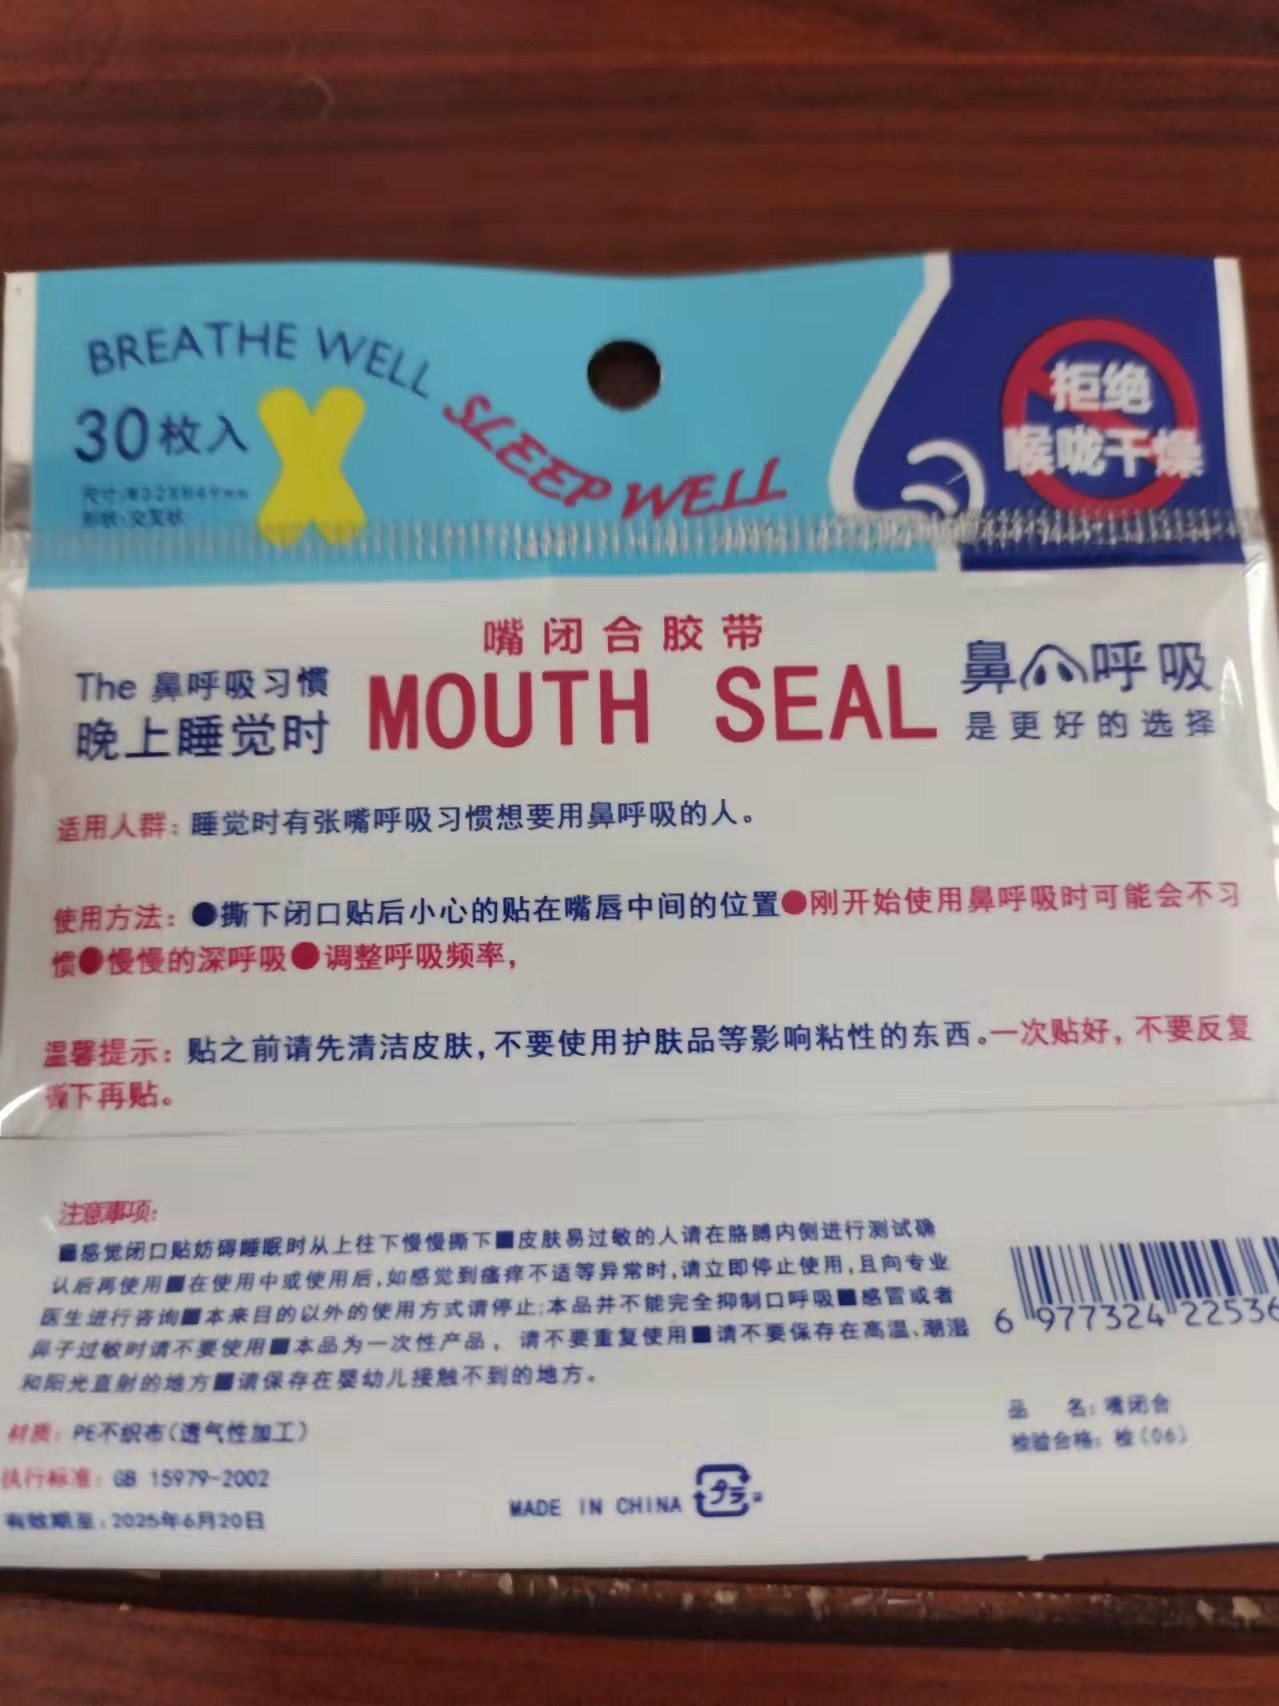 BREATHE WELL
SLEEP WELL
30枚入
尺寸:W32XH49mm
形状:交叉状
拒绝
喉咙干燥
嘴闭合胶带
The 鼻呼吸习惯
晚上睡觉时
MOUTH SEAL
鼻呼吸
是更好的选择
适用人群: 睡觉时有张嘴呼吸习惯想要用鼻呼吸的人。
使用方法: ●撕下闭口贴后小心的贴在嘴唇中间的位置●刚开始使用鼻呼吸时可能会不习
惯●慢慢的深呼吸●调整呼吸频率,
温馨提示: 贴之前请先清洁皮肤,不要使用护肤品等影响粘性的东西。一次贴好, 不要反复
撕下再贴。
注意事项:
■感觉闭口贴妨碍睡眠时从上往下慢慢撕下■皮肤易过敏的人请在胳膊内侧进行测试确
认后再使用■在使用中或使用后,如感觉到瘙痒不适等异常时,请立即停止使用,且向专业
医生进行咨询■本来目的以外的使用方式请停止;本品并不能完全抑制口呼吸■感冒或者
鼻子过敏时请不要使用■本品为一次性产品, 请不要重复使用■请不要保存在高温、潮湿
和阳光直射的地方■请保存在婴幼儿接触不到的地方。
材质: PE不织布(透气性加工)
执行标准: GB 15979-2002
有效期至: 2025年6月20日
MADE IN CHINA
プラ
6 977324 22536
品 名: 嘴闭合
检验合格: 检(06)